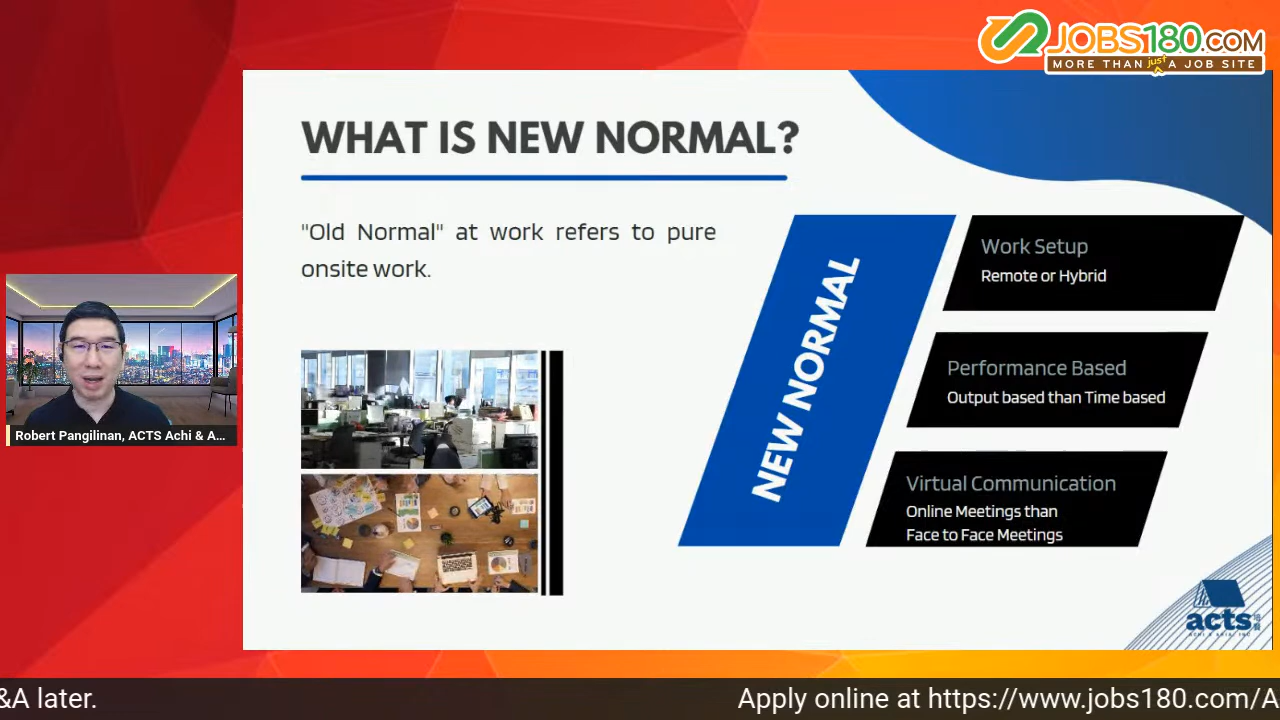 JOBS180.COM
MORE THAN just A JOB SITE
WHAT IS NEW NORMAL?
"Old Normal" at work refers to pure
onsite work.
NEW NORMAL
Work Setup
Remote or Hybrid
Performance Based
Output based than Time based
Virtual Communication
Online Meetings than
Face to Face Meetings
Robert Pangilinan, ACTS Achi & A...
acts
&A later.
Apply online at https://www.jobs180.com/A